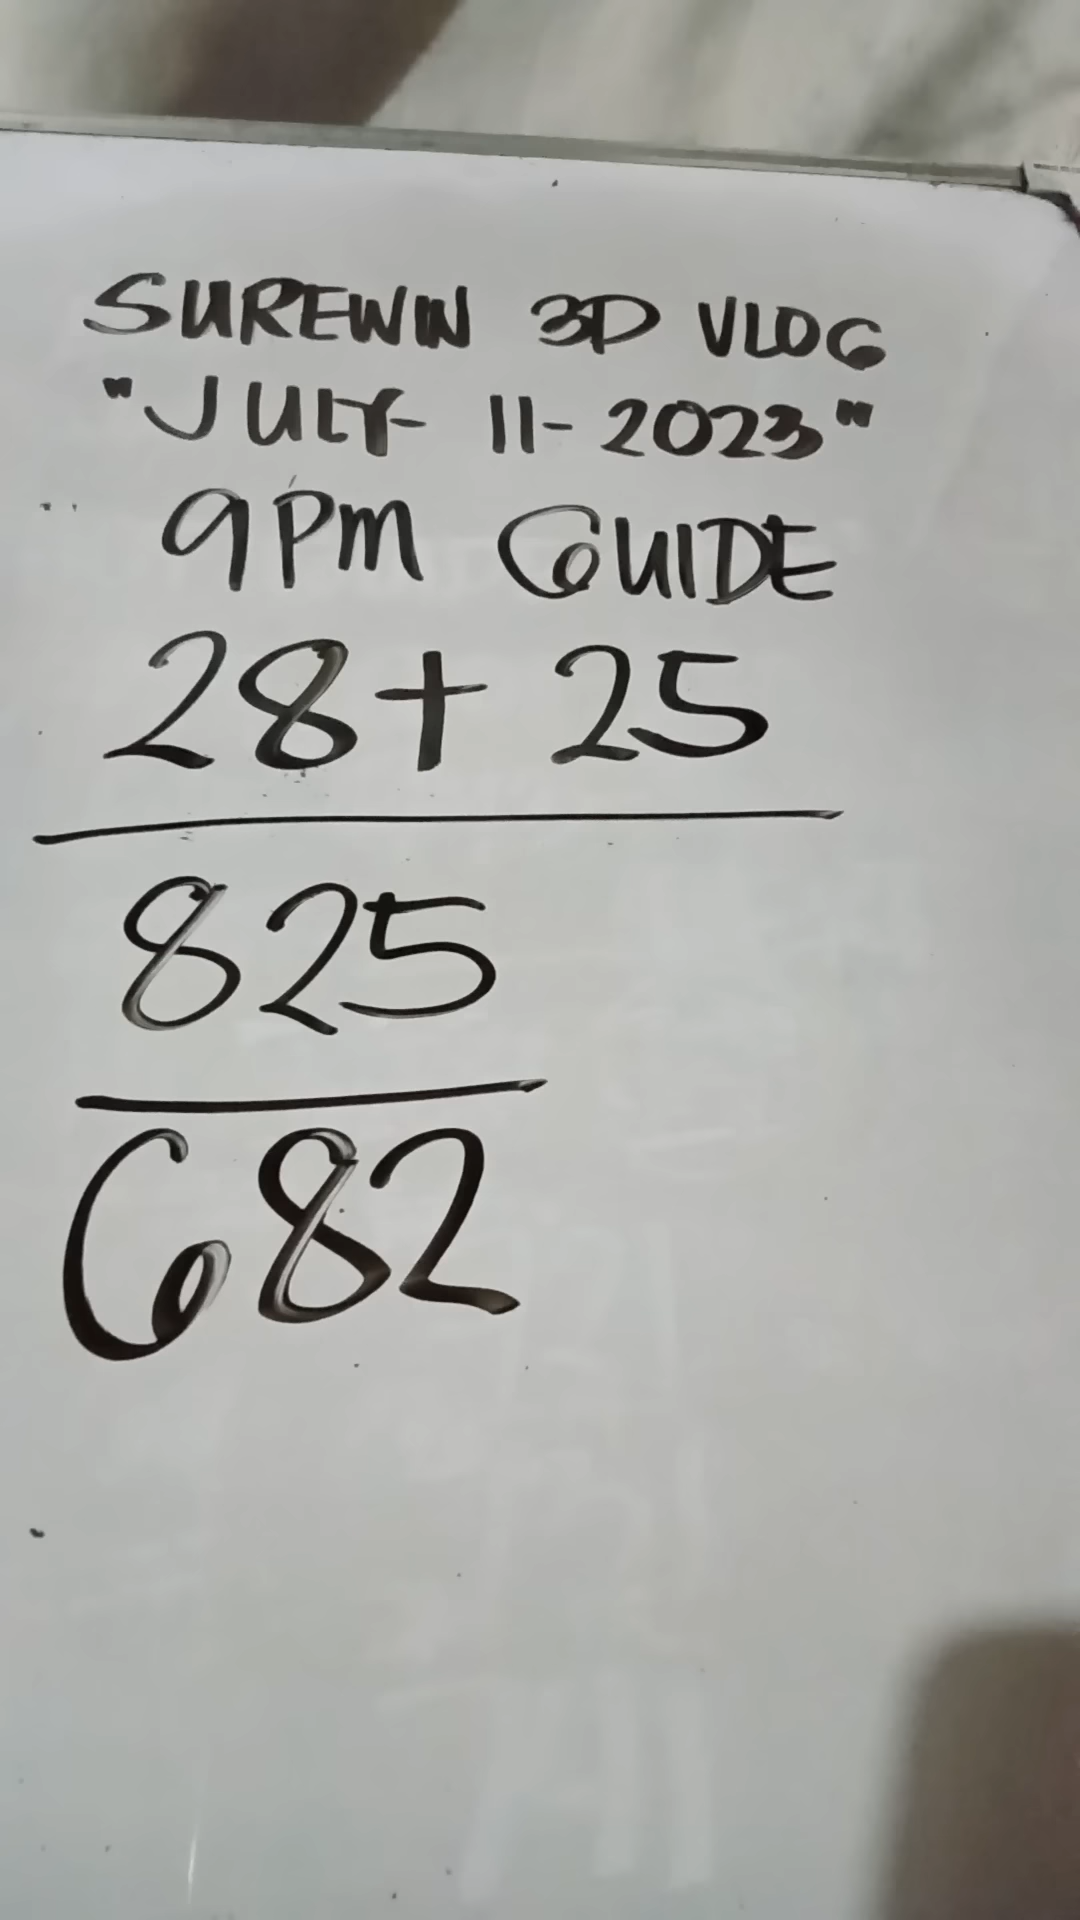 SUREWIN 3D VLOG
"JULY- 11-2023"
9PM GUIDE
28+ 25
825
682